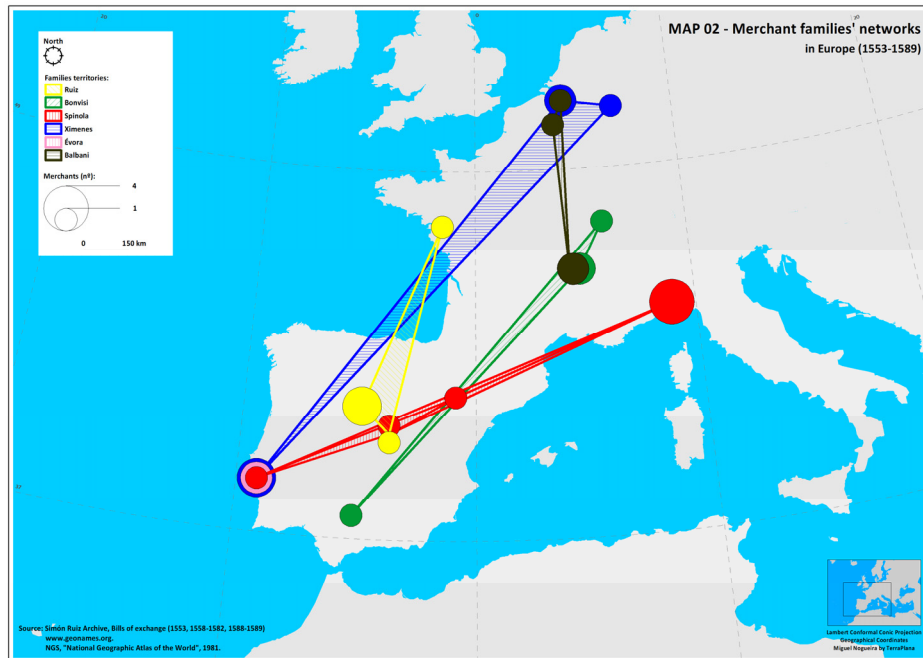 MAP 02 - Merchant families' networks
in Europe (1553-1589)
North
Families territories:
Ruiz
Bonvisi
Spinola
Ximenes
Évora
Balbani
Merchants (nº):
4
1
0 150 km
Source: Simón Ruiz Archive, Bills of exchange (1553, 1558-1582, 1588-1589)
www.geonames.org.
NGS, "National Geographic Atlas of the World", 1981.
Lambert Conformal Conic Projection
Geographical Coordinates
Miguel Nogueira by TerraPlana